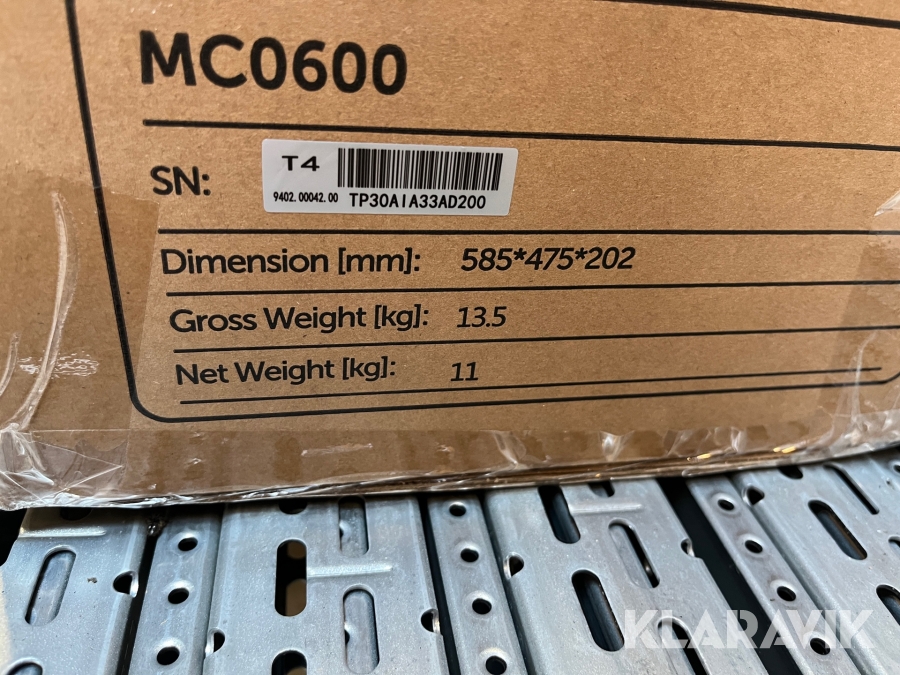 MC0600
SN:
T4
9402.00042.00 TP30AIA33AD200
Dimension [mm]: 585*475*202
Gross Weight [kg]: 13.5
Net Weight [kg]: 11
KLARAVIK